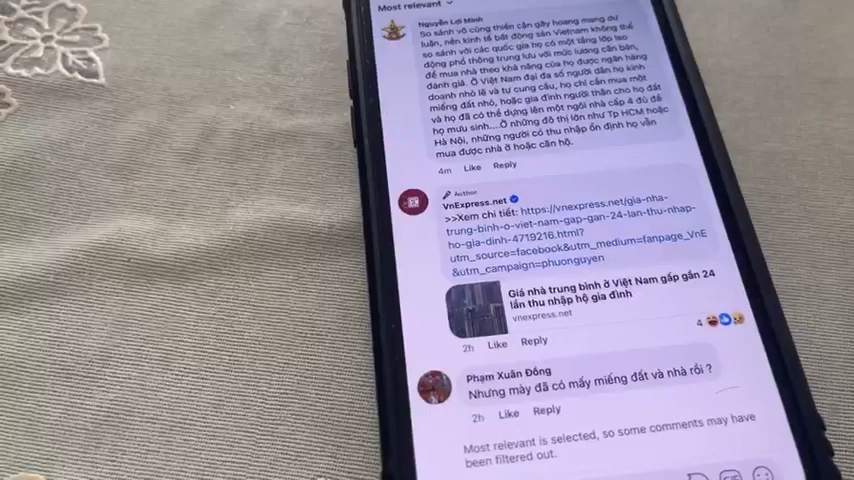 Most relevant
Nguyễn Lợi Minh
So sánh vô cùng thiển cận gây hoang mang dư
luận, nền kinh tế bất động sản Vietnam không thể
so sánh với các quốc gia họ có một tầng lớp lao
động phổ thông trung lưu với mức lương căn bản,
để mua nhà theo khả năng của họ được ngân hàng
đánh giá. Ở Việt Nam đại đa số người dân họ kinh
doanh nhỏ lẽ và tự cung cầu, họ chỉ cần mua một
miếng đất nhỏ, hoặc gia đình người thân cho họ đất
và họ đã có thể dựng lên một ngôi nhà cấp 4 đủ để
họ mưu sinh....Ở những đô thị lớn như Tp HCM hoặc
Hà Nội, những người có thu nhập ổn định họ vẫn
mua được nhà ở hoặc căn hộ.
4m Like Reply
Author
VnExpress.net
>>Xem chi tiết: https://vnexpress.net/gia-nha-
trung-binh-o-viet-nam-gap-gan-24-lan-thu-nhap-
ho-gia-dinh-4719216.html?
utm_source=facebook&utm_medium=fanpage_VnE
&utm_campaign=phuonguyen
Giá nhà trung bình ở Việt Nam gấp gần 24
lần thu nhập hộ gia đình
vnexpress.net
2h Like Reply 4
Phạm Xuân Đồng
Nhưng mày đã có mấy miếng đất và nhà rồi ?
2h Like Reply
Most relevant is selected, so some comments may have
been filtered out.